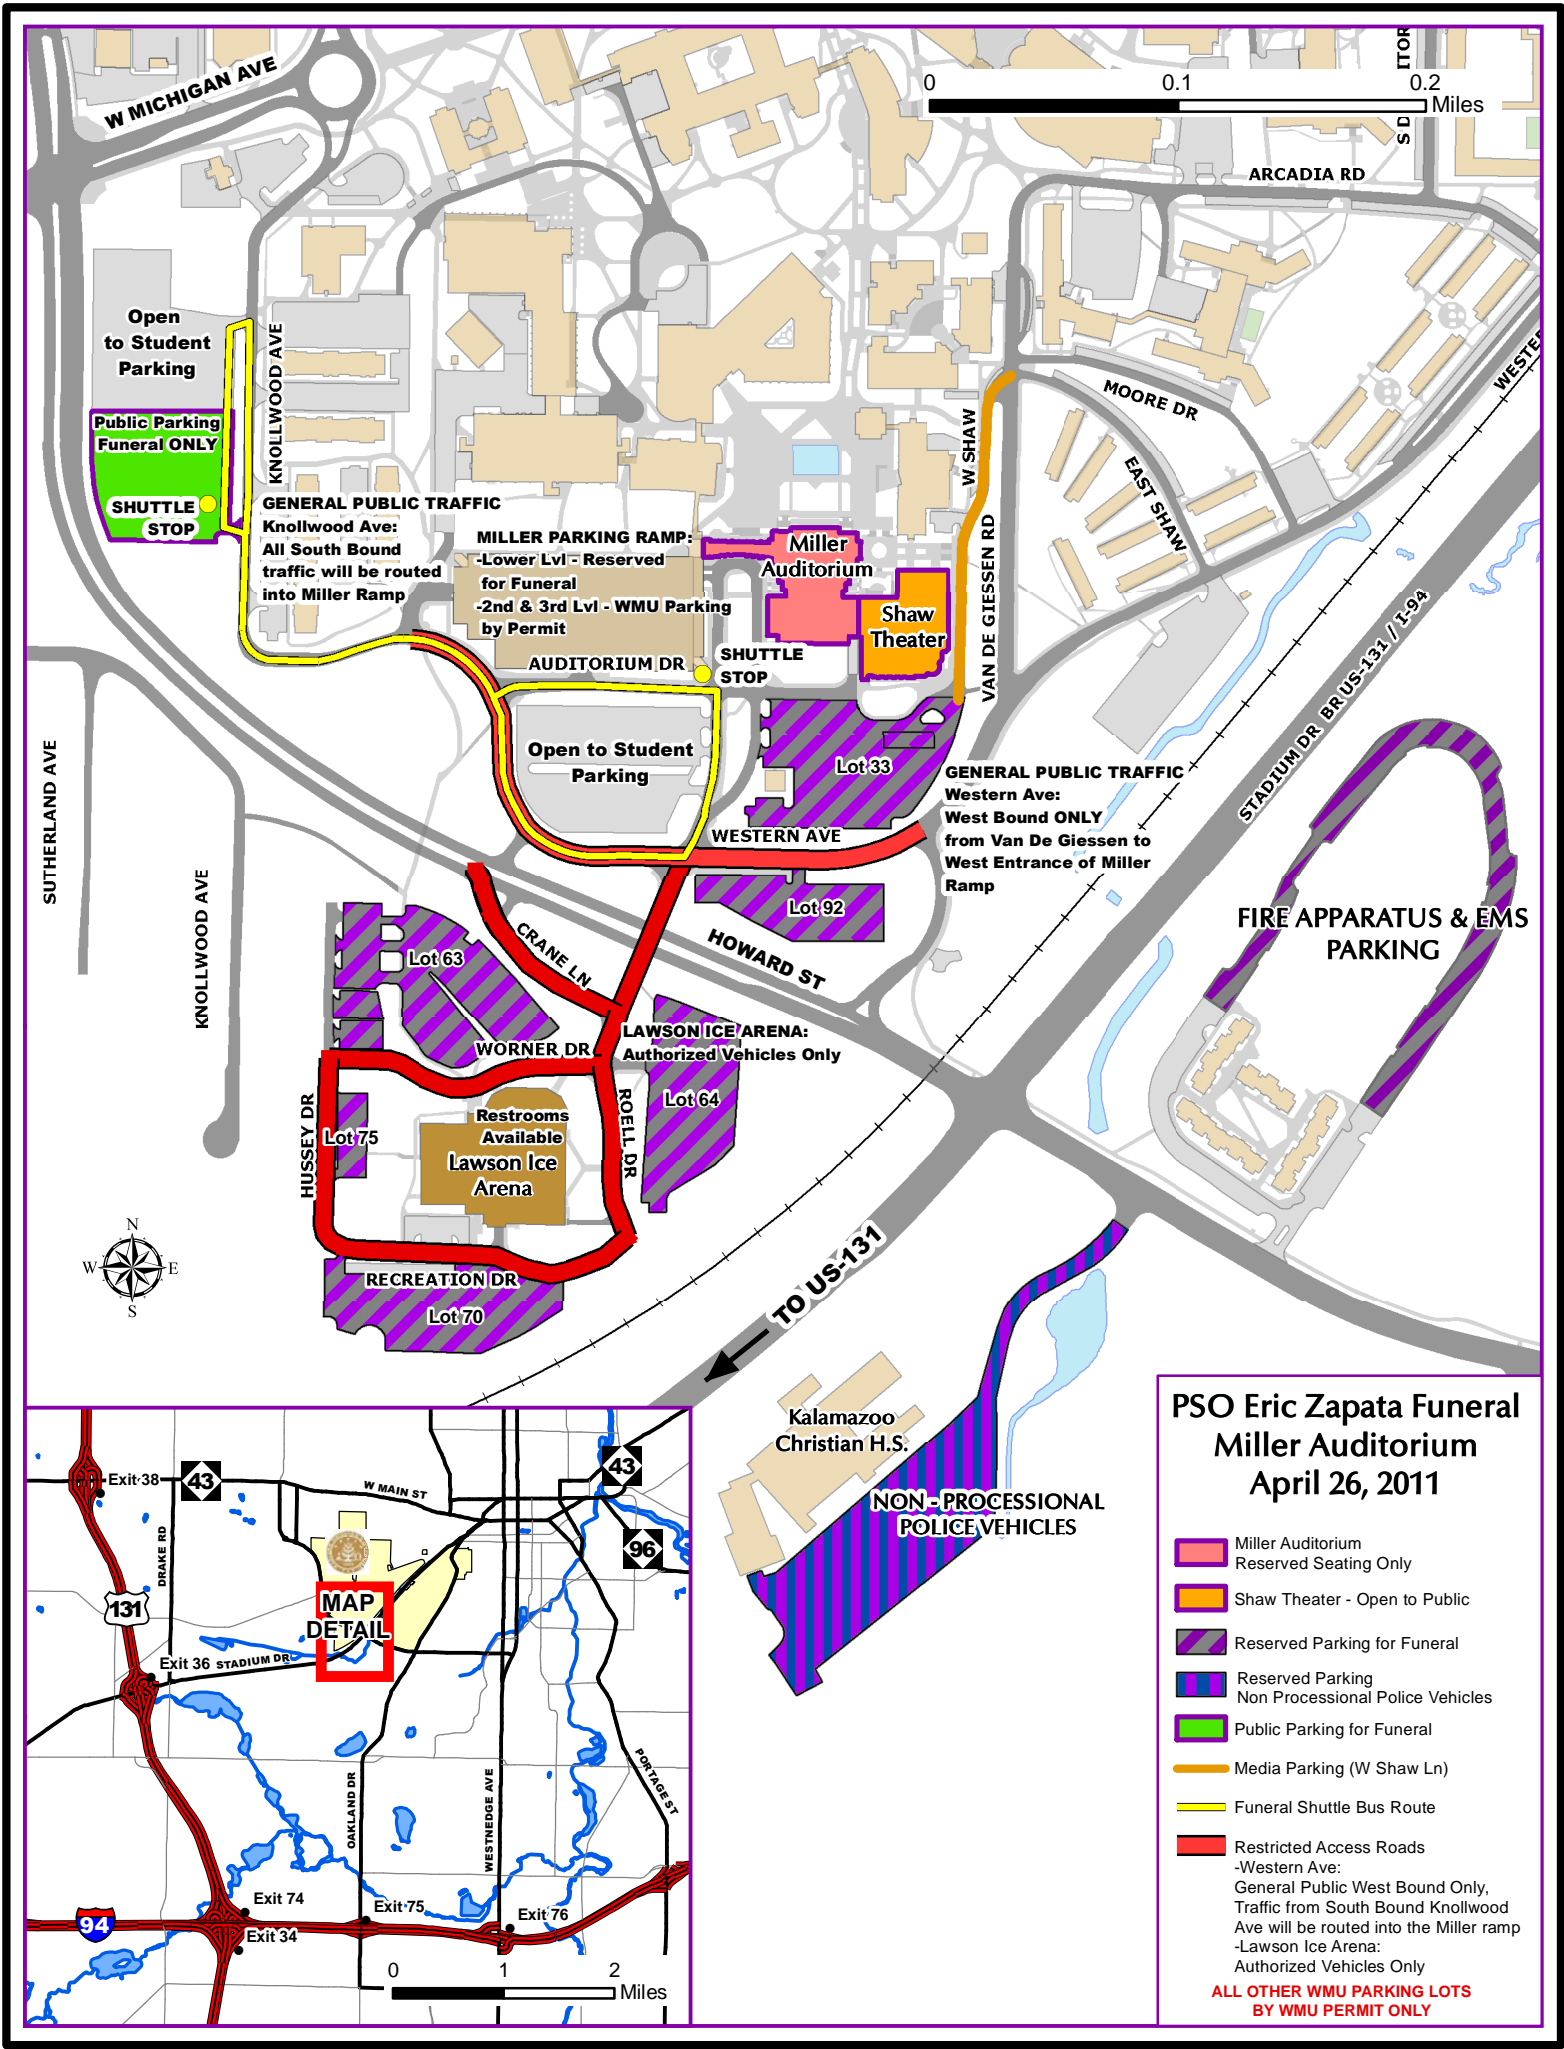 W MICHIGAN AVE
0 0.1 0.2
Miles
ARCADIA RD
Open
to Student
Parking
KNOLLWOOD AVE
Public Parking
Funeral ONLY
SHUTTLE
STOP
GENERAL PUBLIC TRAFFIC
Knollwood Ave:
All South Bound
traffic will be routed
into Miller Ramp
MILLER PARKING RAMP:
-Lower Lvl - Reserved
for Funeral
-2nd & 3rd Lvl - WMU Parking
by Permit
Miller
Auditorium
Shaw
Theater
W SHAW
VAN DE GIESSEN RD
MOORE DR
EAST SHAW
AUDITORIUM DR
SHUTTLE
STOP
Open to Student
Parking
Lot 33
WESTERN AVE
GENERAL PUBLIC TRAFFIC
Western Ave:
West Bound ONLY
from Van De Giessen to
West Entrance of Miller
Ramp
STADIUM DR BR US-131 / I-94
SUTHERLAND AVE
KNOLLWOOD AVE
Lot 92
HOWARD ST
FIRE APPARATUS & EMS
PARKING
CRANE LN
Lot 63
WORNER DR
LAWSON ICE ARENA:
Authorized Vehicles Only
Lot 64
ROELL DR
HUSSEY DR
Lot 75
Restrooms
Available
Lawson Ice
Arena
RECREATION DR
Lot 70
N
W E
S
TO US-131
Kalamazoo
Christian H.S.
NON - PROCESSIONAL
POLICE VEHICLES
Exit 38
43
W MAIN ST
43
96
DRAKE RD
131
MAP
DETAIL
Exit 36
STADIUM DR
OAKLAND DR
WESTNEDGE AVE
PORTAGE ST
Exit 74
Exit 75
Exit 76
94
Exit 34
0 1 2
Miles
PSO Eric Zapata Funeral
Miller Auditorium
April 26, 2011
Miller Auditorium
Reserved Seating Only
Shaw Theater - Open to Public
Reserved Parking for Funeral
Reserved Parking
Non Processional Police Vehicles
Public Parking for Funeral
Media Parking (W Shaw Ln)
Funeral Shuttle Bus Route
Restricted Access Roads
-Western Ave:
General Public West Bound Only,
Traffic from South Bound Knollwood
Ave will be routed into the Miller ramp
-Lawson Ice Arena:
Authorized Vehicles Only
ALL OTHER WMU PARKING LOTS
BY WMU PERMIT ONLY